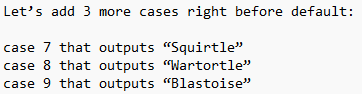 Let’s add 3 more cases right before default:
case 7 that outputs “Squirtle”
case 8 that outputs “Wartortle”
case 9 that outputs “Blastoise”